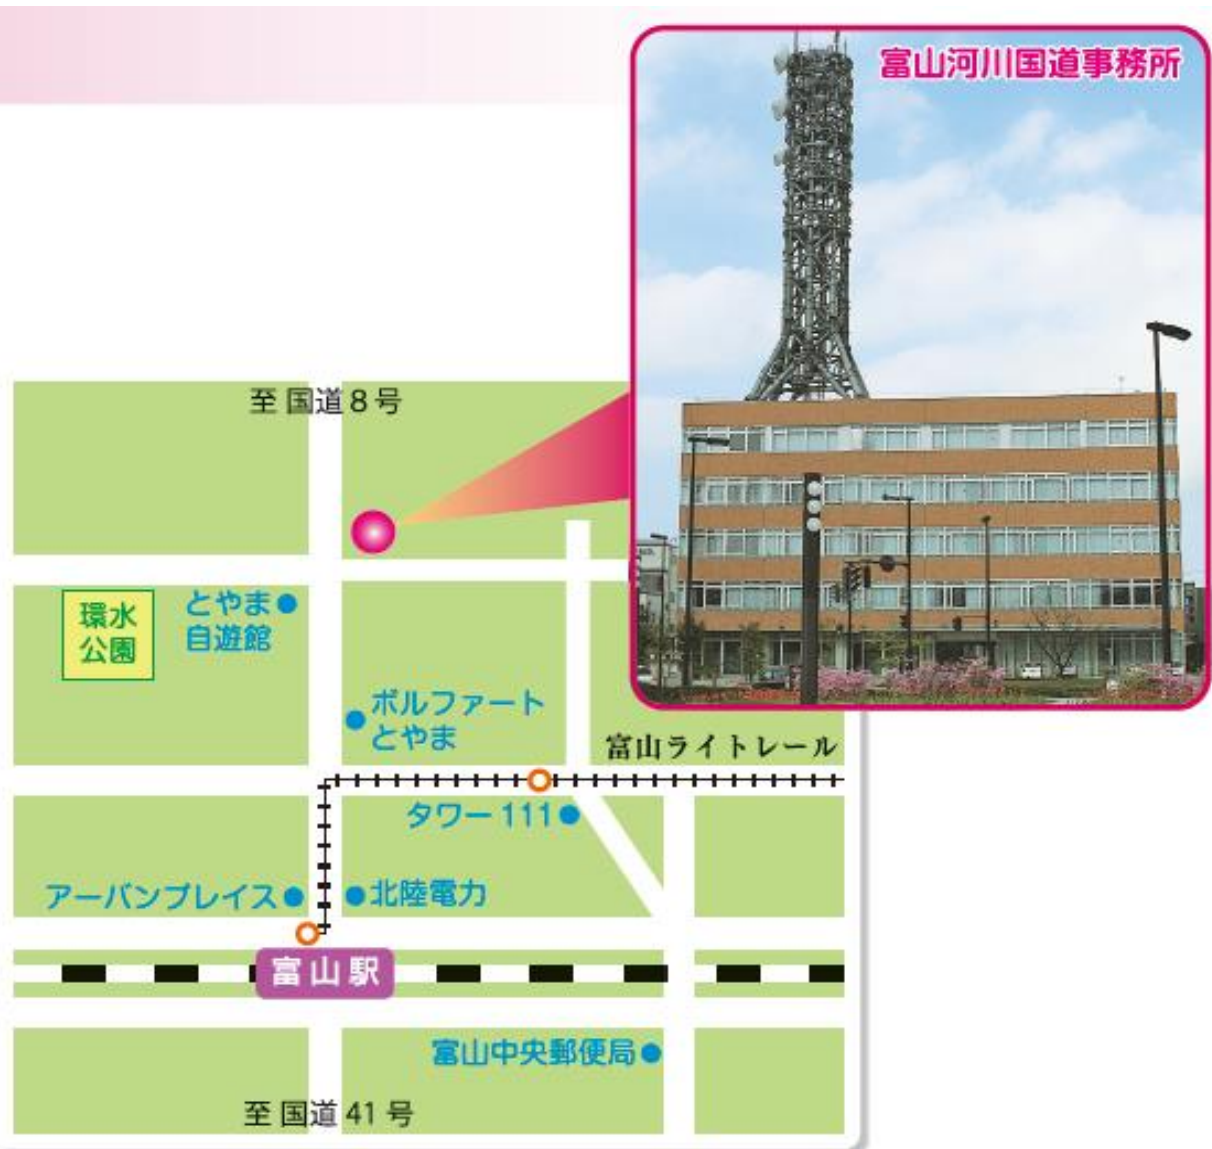 富山河川国道事務所
至 国道 8 号
環水
公園
とやま
自遊館
ボルファート
とやま
富山ライトレール
タワー 111
アーバンプレイス
北陸電力
富山駅
富山中央郵便局
至 国道 41 号